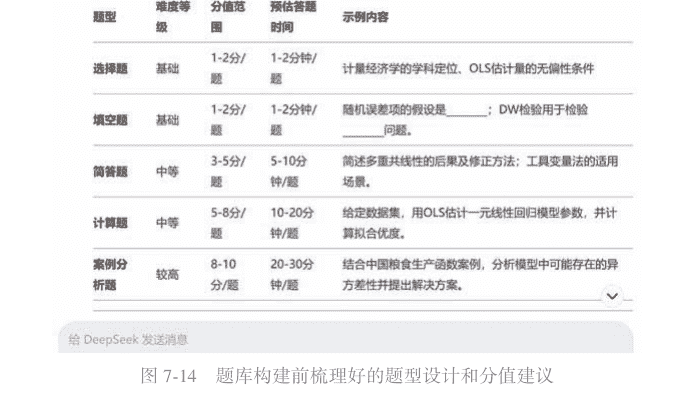 题型 难度等级 分值范围 预估答题时间 示例内容
选择题 基础 1-2分/题 1-2分钟/题 计量经济学的学科定位、OLS估计量的无偏性条件
填空题 基础 1-2分/题 1-2分钟/题 随机误差项的假设是______；DW检验用于检验______问题。
简答题 中等 3-5分/题 5-10分钟/题 简述多重共线性的后果及修正方法；工具变量法的适用场景。
计算题 中等 5-8分/题 10-20分钟/题 给定数据集，用OLS估计一元线性回归模型参数，并计算拟合优度。
案例分析题 较高 8-10分/题 20-30分钟/题 结合中国粮食生产函数案例，分析模型中可能存在的异方差性并提出解决方案。
给 DeepSeek 发送消息
图 7-14 题库构建前梳理好的题型设计和分值建议